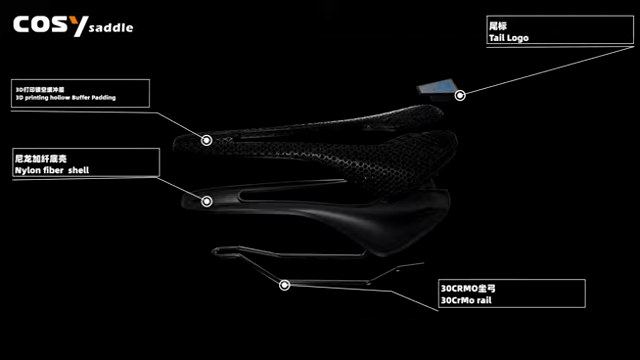 COSY saddle
尾标
Tail Logo
3D打印镂空缓冲层
3D printing hollow Buffer Padding
尼龙加纤底壳
Nylon fiber shell
30CRMO坐弓
30CrMo rail